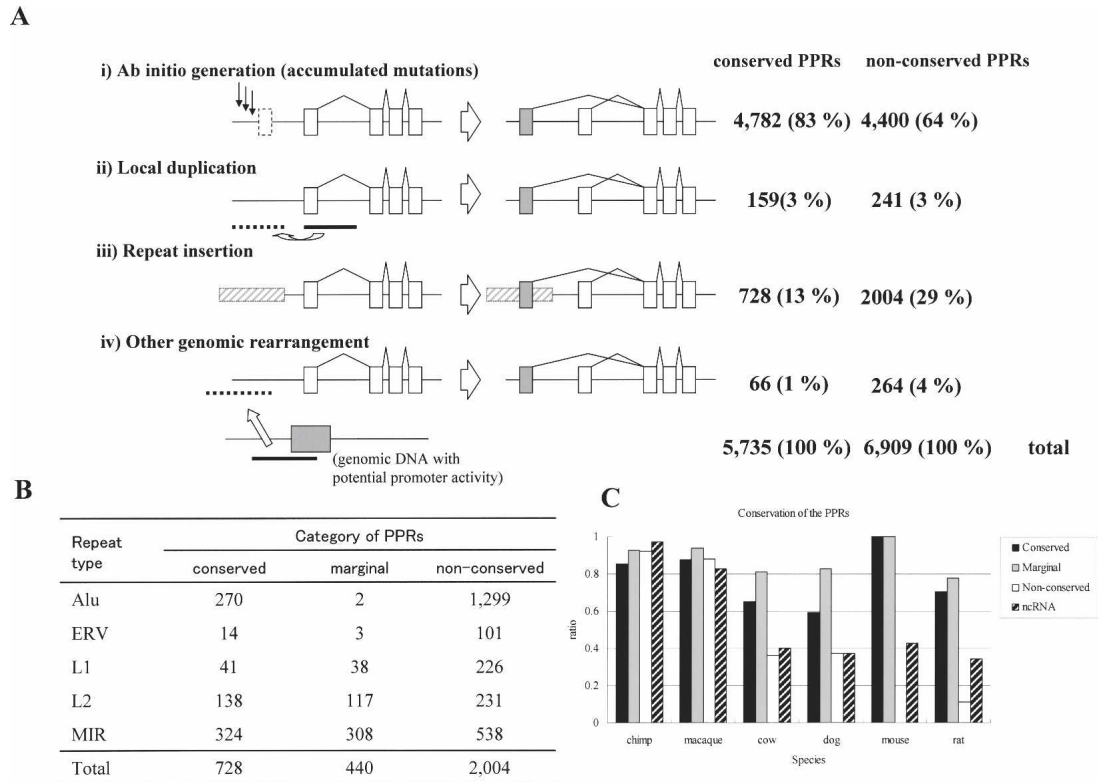 A
conserved PPRs non-conserved PPRs
i) Ab initio generation (accumulated mutations)
4,782 (83 %) 4,400 (64 %)
ii) Local duplication
159(3 %) 241 (3 %)
iii) Repeat insertion
728 (13 %) 2004 (29 %)
iv) Other genomic rearrangement
66 (1 %) 264 (4 %)
5,735 (100 %) 6,909 (100 %) total
(genomic DNA with
potential promoter activity)
B
Repeat type Category of PPRs
conserved marginal non-conserved
Alu 270 2 1,299
ERV 14 3 101
L1 41 38 226
L2 138 117 231
MIR 324 308 538
Total 728 440 2,004
C
Conservation of the PPRs
1
0.8
0.6
0.4
0.2
0
ratio
chimp macaque cow dog mouse rat
Species
Conserved
Marginal
Non-conserved
ncRNA